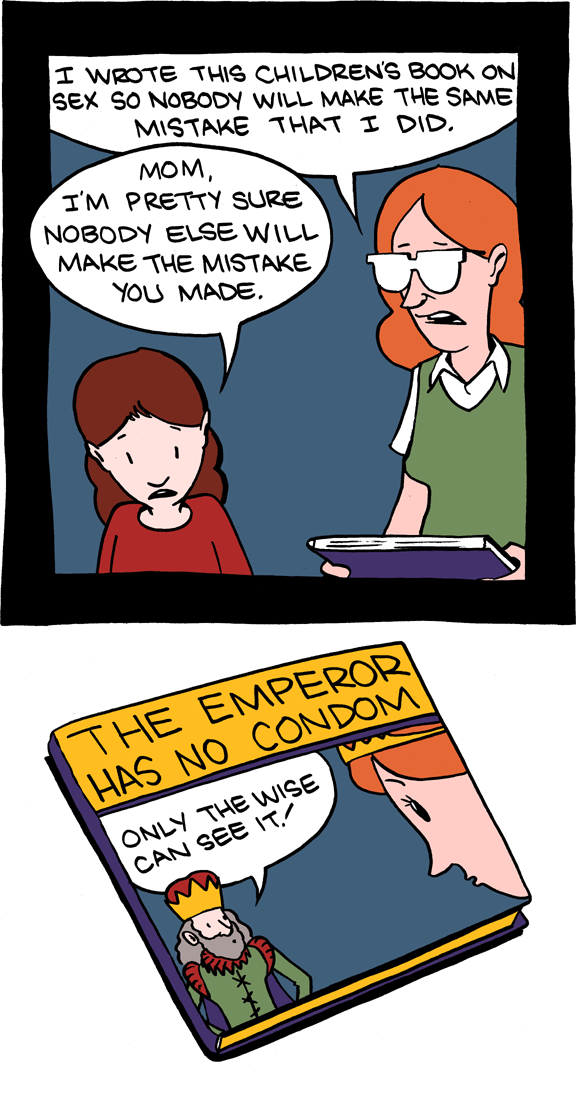 I WROTE THIS CHILDREN'S BOOK ON
SEX SO NOBODY WILL MAKE THE SAME
MISTAKE THAT I DID.
MOM,
I'M PRETTY SURE
NOBODY ELSE WILL
MAKE THE MISTAKE
YOU MADE.
THE EMPEROR
HAS NO CONDOM
ONLY THE WISE
CAN SEE IT!